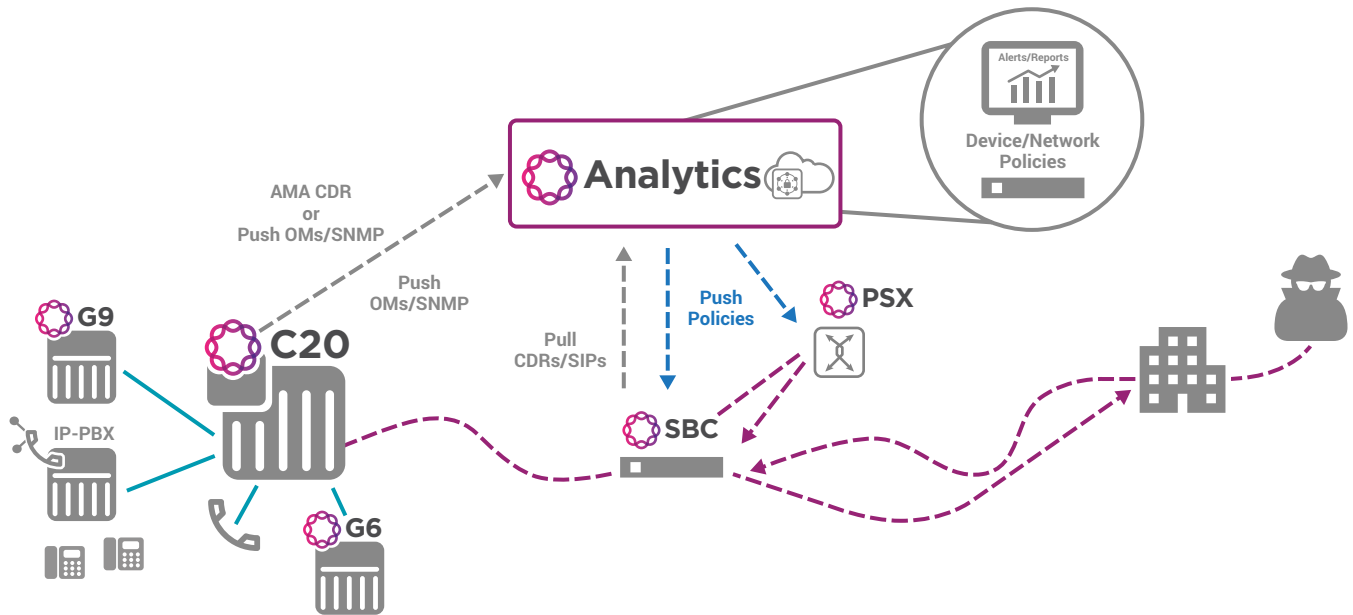 Alerts/Reports
Device/Network
Policies
Analytics
AMA CDR
or
Push OMs/SNMP
Push
OMs/SNMP
Push
Policies
PSX
G9
C20
Pull
CDRs/SIPs
IP-PBX
SBC
G6